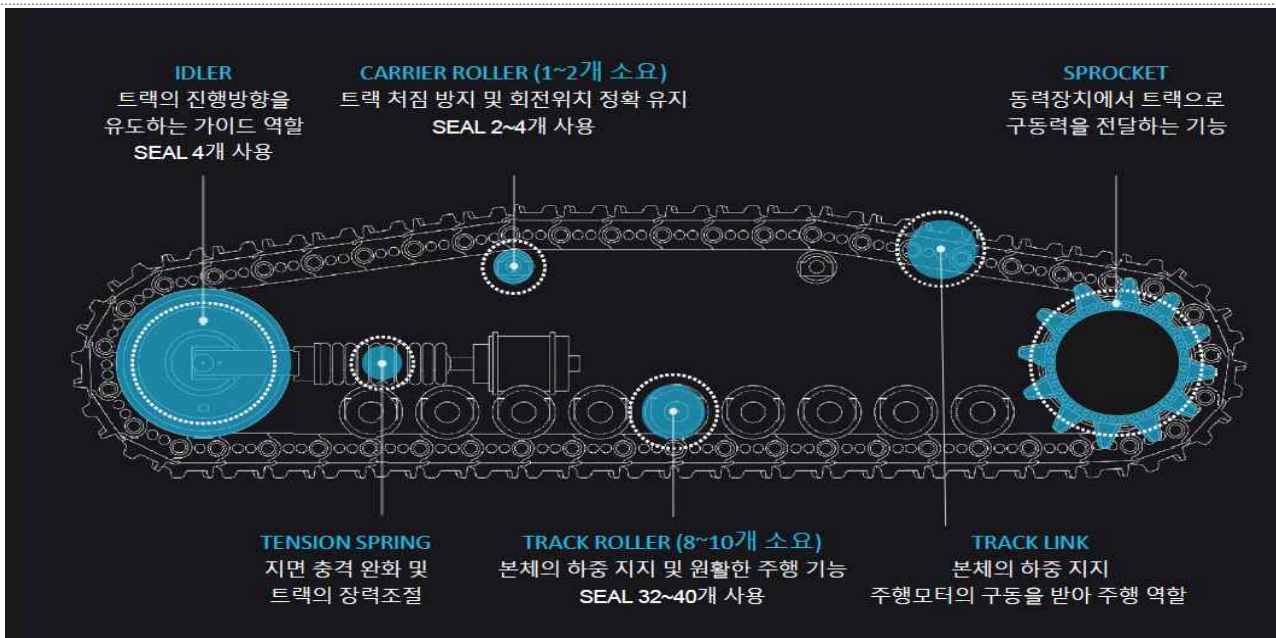 IDLER
트랙의 진행방향을
유도하는 가이드 역할
SEAL 4개 사용
CARRIER ROLLER (1~2개 소요)
트랙 처짐 방지 및 회전위치 정확 유지
SEAL 2~4개 사용
SPROCKET
동력장치에서 트랙으로
구동력을 전달하는 기능
TENSION SPRING
지면 충격 완화 및
트랙의 장력조절
TRACK ROLLER (8~10개 소요)
본체의 하중 지지 및 원활한 주행 기능
SEAL 32~40개 사용
TRACK LINK
본체의 하중 지지
주행모터의 구동을 받아 주행 역할